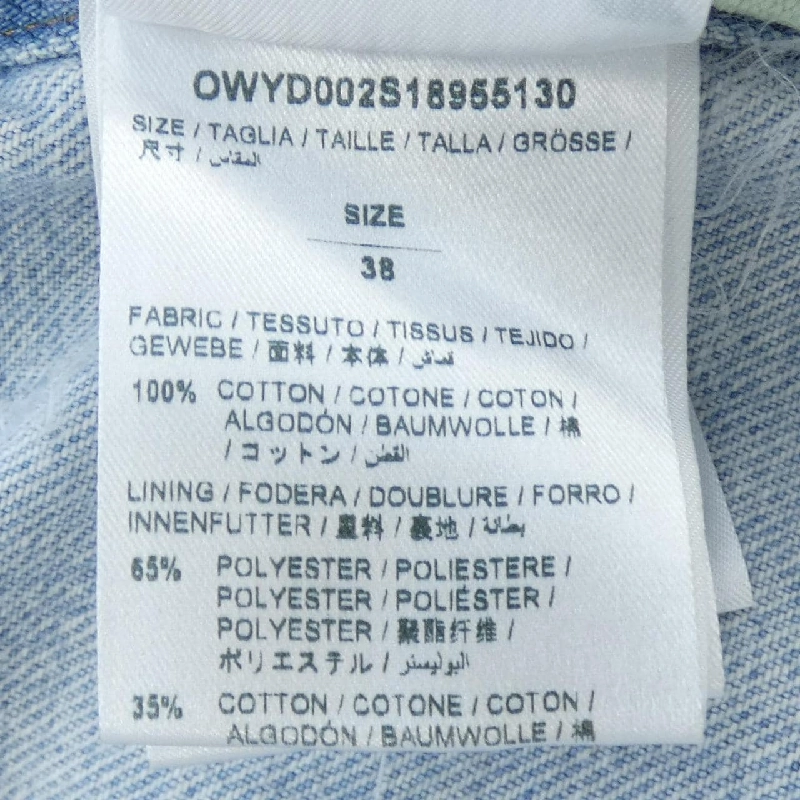 OWYD002S18955130
SIZE / TAGLIA / TAILLE / TALLA / GRÖSSE /
尺寸 / المقاس
SIZE
38
FABRIC / TESSUTO / TISSUS / TEJIDO /
GEWEBE / 面料 / 本体 / قماش
100% COTTON / COTONE / COTON /
ALGODÓN / BAUMWOLLE / 棉
/ コットン / القطن
LINING / FODERA / DOUBLURE / FORRO /
INNENFUTTER / 里料 / 裏地 / بطانة
65% POLYESTER / POLIESTERE /
POLYESTER / POLIÉSTER /
POLYESTER / 聚酯纤维 /
ポリエステル / البوليستر
35% COTTON / COTONE / COTON /
ALGODÓN / BAUMWOLLE / 棉